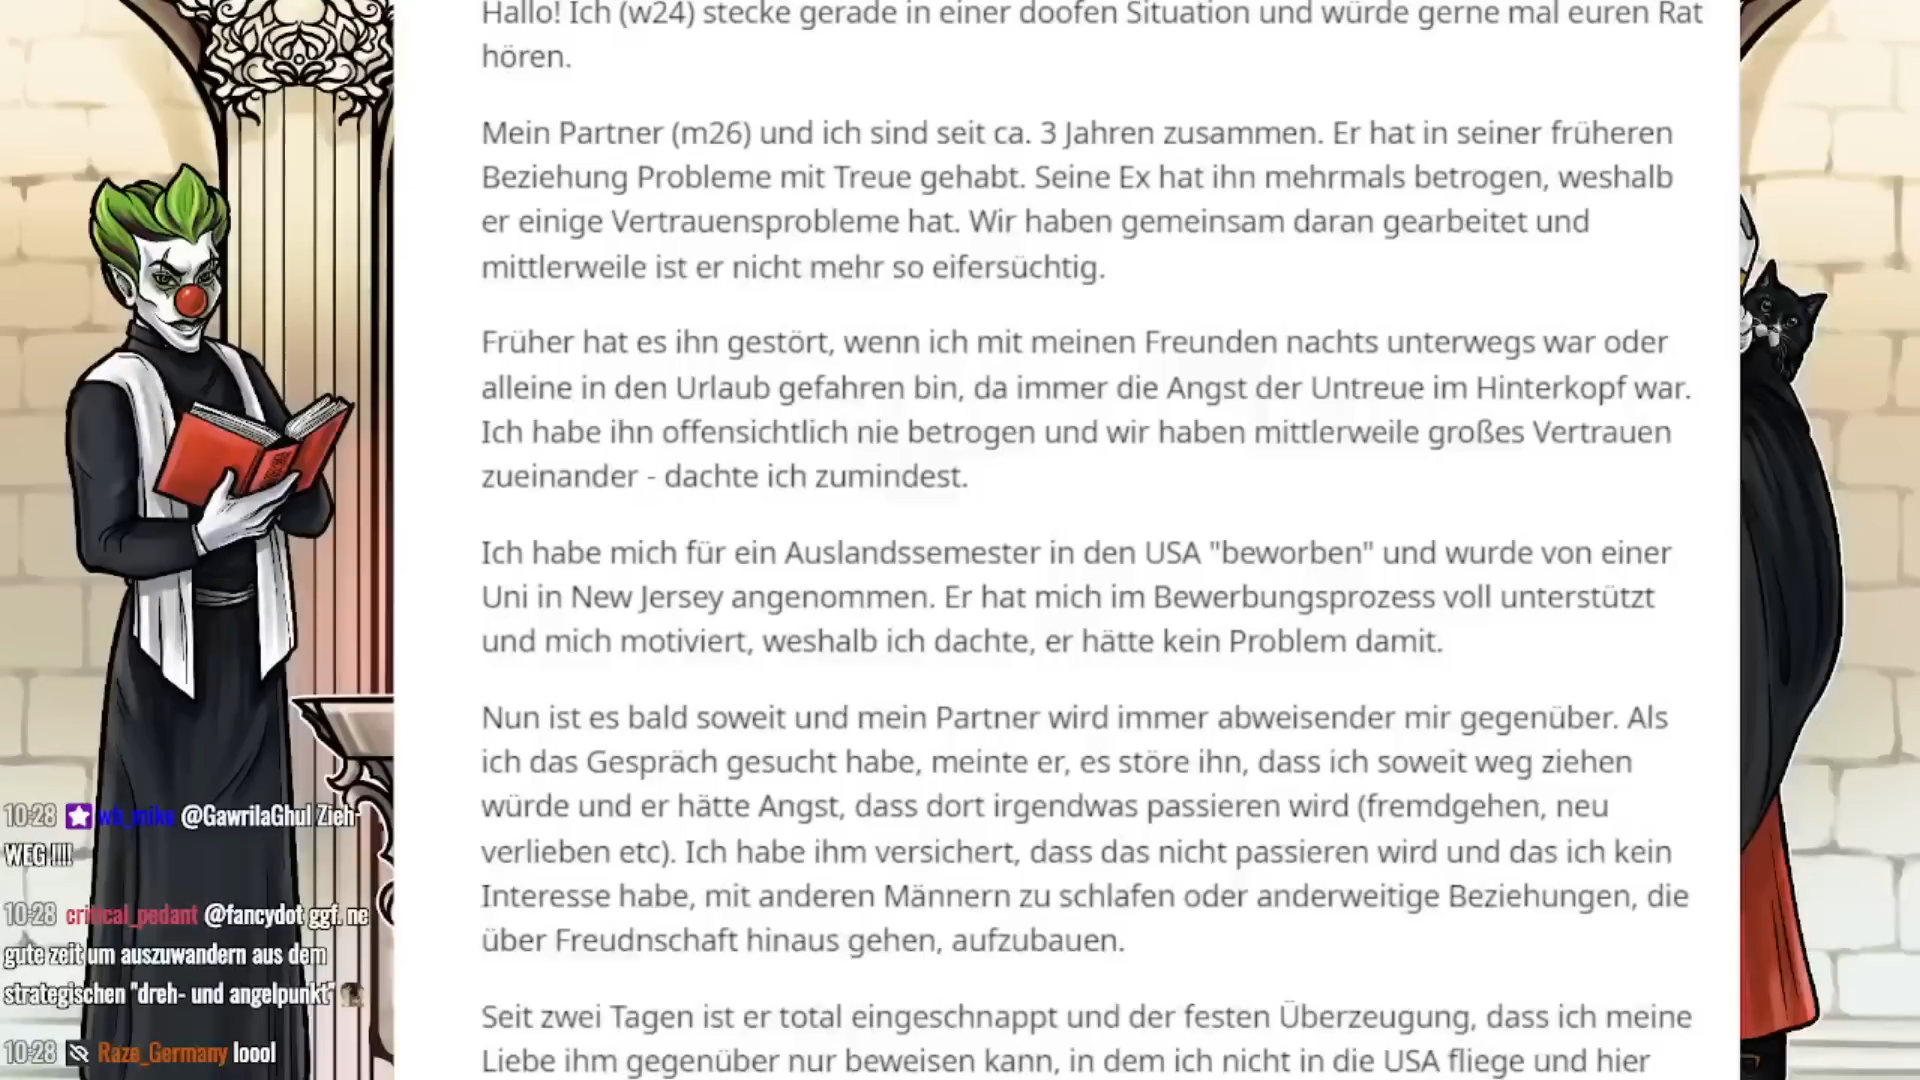 Hallo! Ich (w24) stecke gerade in einer doofen Situation und würde gerne mal euren Rat
hören.
Mein Partner (m26) und ich sind seit ca. 3 Jahren zusammen. Er hat in seiner früheren
Beziehung Probleme mit Treue gehabt. Seine Ex hat ihn mehrmals betrogen, weshalb
er einige Vertrauensprobleme hat. Wir haben gemeinsam daran gearbeitet und
mittlerweile ist er nicht mehr so eifersüchtig.
Früher hat es ihn gestört, wenn ich mit meinen Freunden nachts unterwegs war oder
alleine in den Urlaub gefahren bin, da immer die Angst der Untreue im Hinterkopf war.
Ich habe ihn offensichtlich nie betrogen und wir haben mittlerweile großes Vertrauen
zueinander - dachte ich zumindest.
Ich habe mich für ein Auslandssemester in den USA "beworben" und wurde von einer
Uni in New Jersey angenommen. Er hat mich im Bewerbungsprozess voll unterstützt
und mich motiviert, weshalb ich dachte, er hätte kein Problem damit.
Nun ist es bald soweit und mein Partner wird immer abweisender mir gegenüber. Als
ich das Gespräch gesucht habe, meinte er, es störe ihn, dass ich soweit weg ziehen
würde und er hätte Angst, dass dort irgendwas passieren wird (fremdgehen, neu
verlieben etc). Ich habe ihm versichert, dass das nicht passieren wird und das ich kein
Interesse habe, mit anderen Männern zu schlafen oder anderweitige Beziehungen, die
über Freudnschaft hinaus gehen, aufzubauen.
Seit zwei Tagen ist er total eingeschnappt und der festen Überzeugung, dass ich meine
Liebe ihm gegenüber nur beweisen kann, in dem ich nicht in die USA fliege und hier
10:28 wb_mike @GawrilaGhul Zieh-
WEG !!!!
10:28 critical_pedant @fancydot ggf. ne
gute zeit um auszuwandern aus dem
strategischen "dreh- und angelpunkt"
10:28 Raze_Germany loool